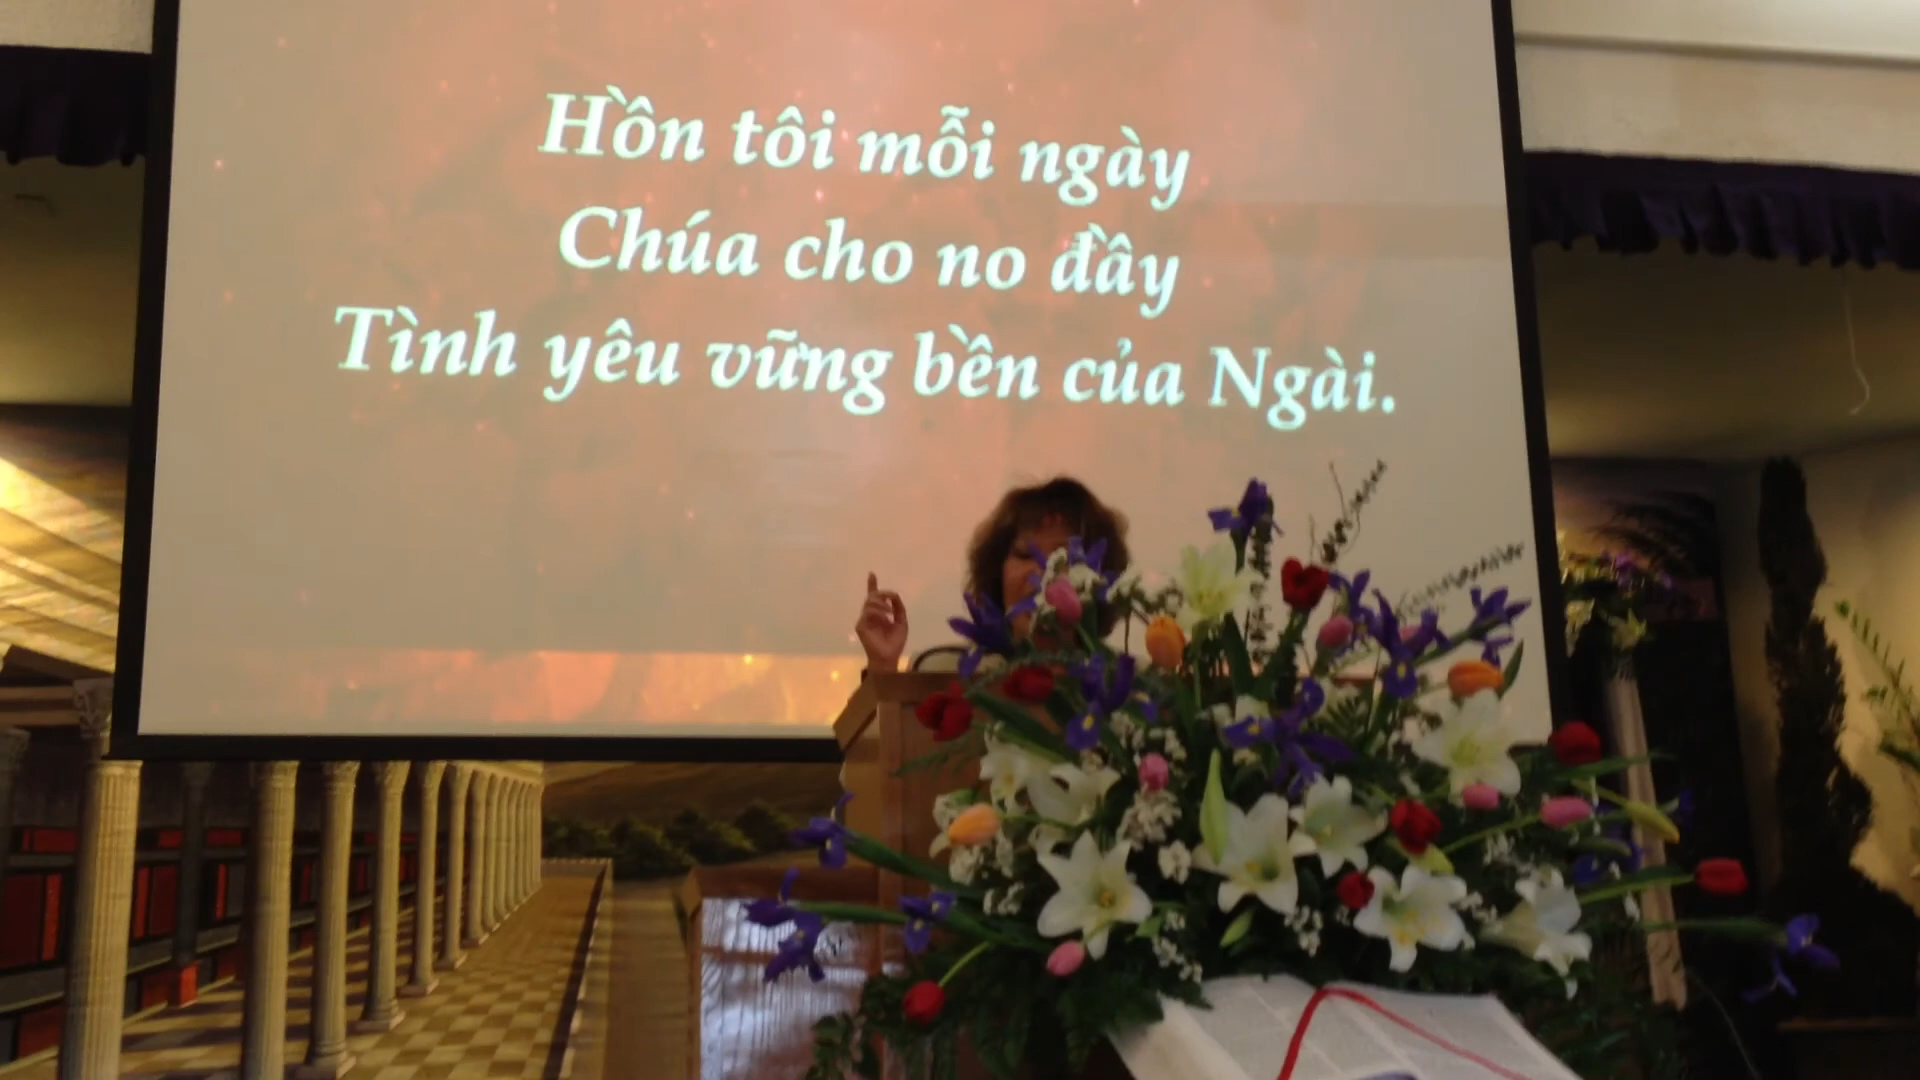 Hồn tôi mỗi ngày
Chúa cho no đầy
Tình yêu vững bền của Ngài.